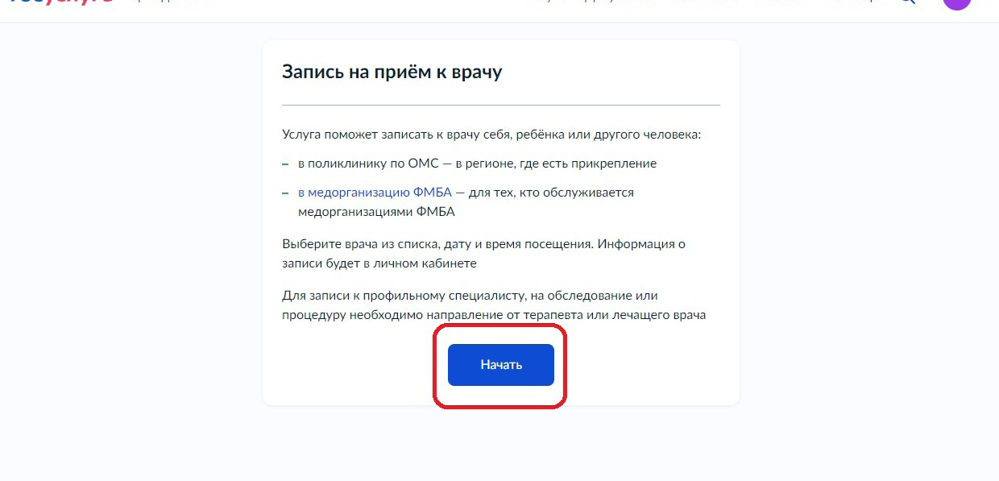 Запись на приём к врачу
Услуга поможет записать к врачу себя, ребёнка или другого человека:
– в поликлинику по ОМС — в регионе, где есть прикрепление
– в медорганизацию ФМБА — для тех, кто обслуживается
медорганизациями ФМБА
Выберите врача из списка, дату и время посещения. Информация о
записи будет в личном кабинете
Для записи к профильному специалисту, на обследование или
процедуру необходимо направление от терапевта или лечащего врача
Начать